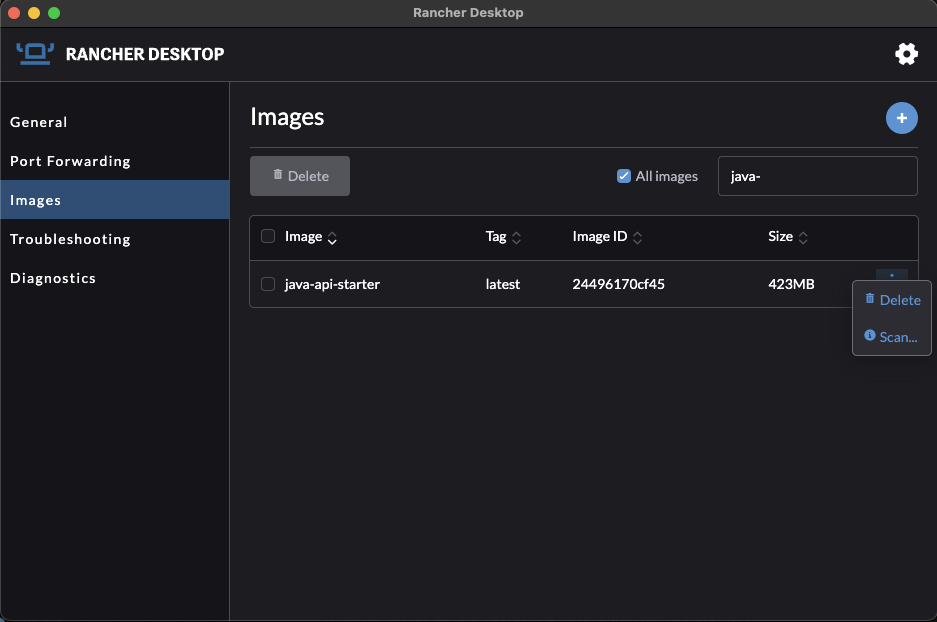 Rancher Desktop
RANCHER DESKTOP
General
Port Forwarding
Images
Troubleshooting
Diagnostics
Images
Delete
All images
java-
Image Tag Image ID Size
java-api-starter latest 24496170cf45 423MB
Delete
Scan...